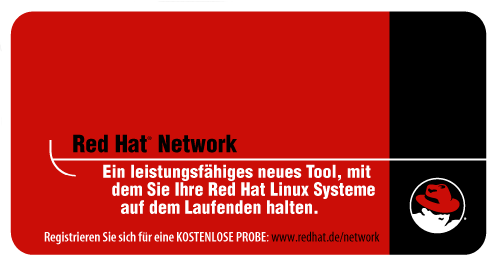 Red Hat® Network
Ein leistungsfähiges neues Tool, mit
dem Sie Ihre Red Hat Linux Systeme
auf dem Laufenden halten.
Registrieren Sie sich für eine KOSTENLOSE PROBE: www.redhat.de/network